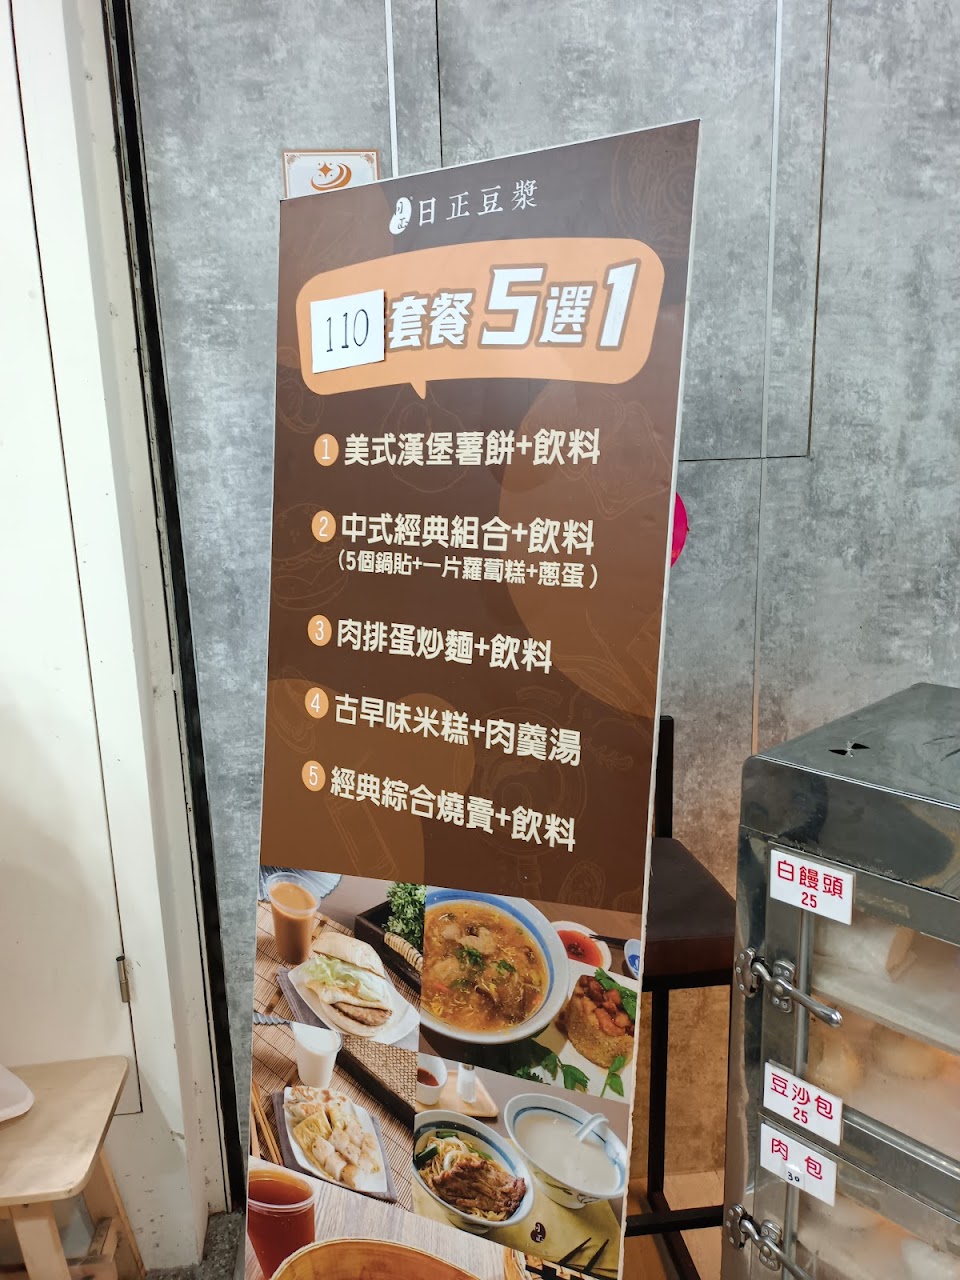 日正
日正豆漿
110 套餐 5選1
1 美式漢堡薯餅+飲料
2 中式經典組合+飲料
(5個鍋貼+一片蘿蔔糕+蔥蛋)
3 肉排蛋炒麵+飲料
4 古早味米糕+肉羹湯
5 經典綜合燒賣+飲料
白饅頭
25
豆沙包
25
肉包
30
日正